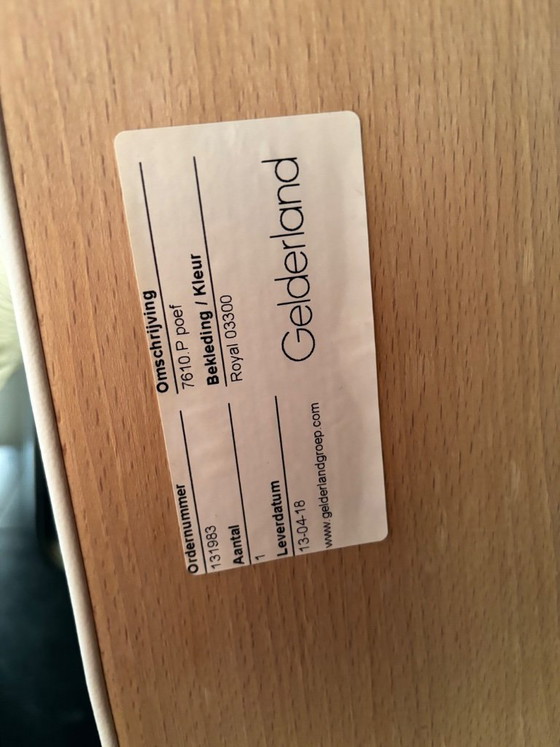 Ordernummer
131983
Aantal
1
Leverdatum
13-04-18
www.gelderlandgroep.com
Omschrijving
7610.P poef
Bekleding / Kleur
Royal 03300
Gelderland